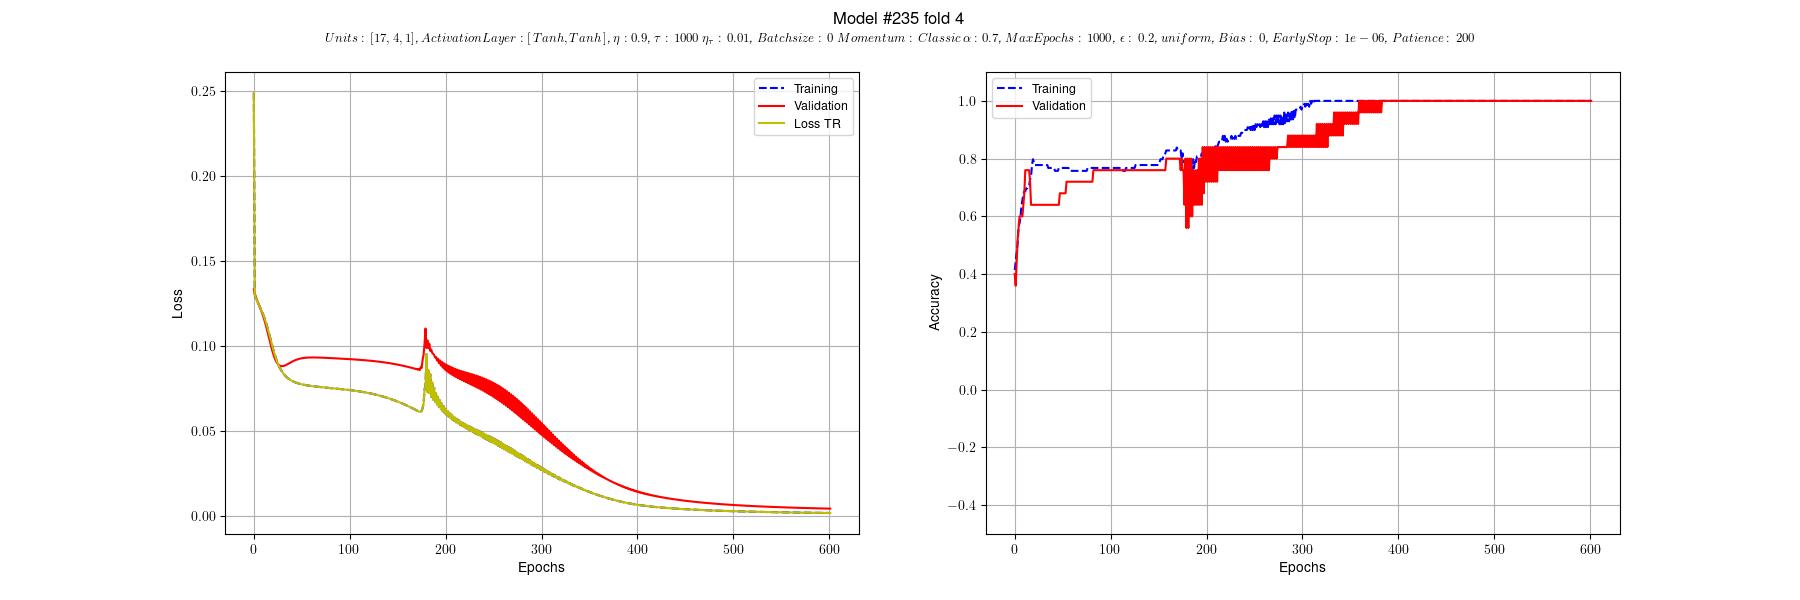 Model #235 fold 4
Units : [17, 4, 1], ActivationLayer : [Tanh, Tanh], η : 0.9, τ : 1000 η_τ : 0.01, Batchsize : 0 Momentum : Classic α : 0.7, MaxEpochs : 1000, ϵ : 0.2, uniform, Bias : 0, EarlyStop : 1e − 06, Patience : 200
Training
Validation
Loss TR
0.25
0.20
0.15
0.10
0.05
0.00
Loss
0 100 200 300 400 500 600
Epochs
Training
Validation
1.0
0.8
0.6
0.4
0.2
0.0
−0.2
−0.4
Accuracy
0 100 200 300 400 500 600
Epochs